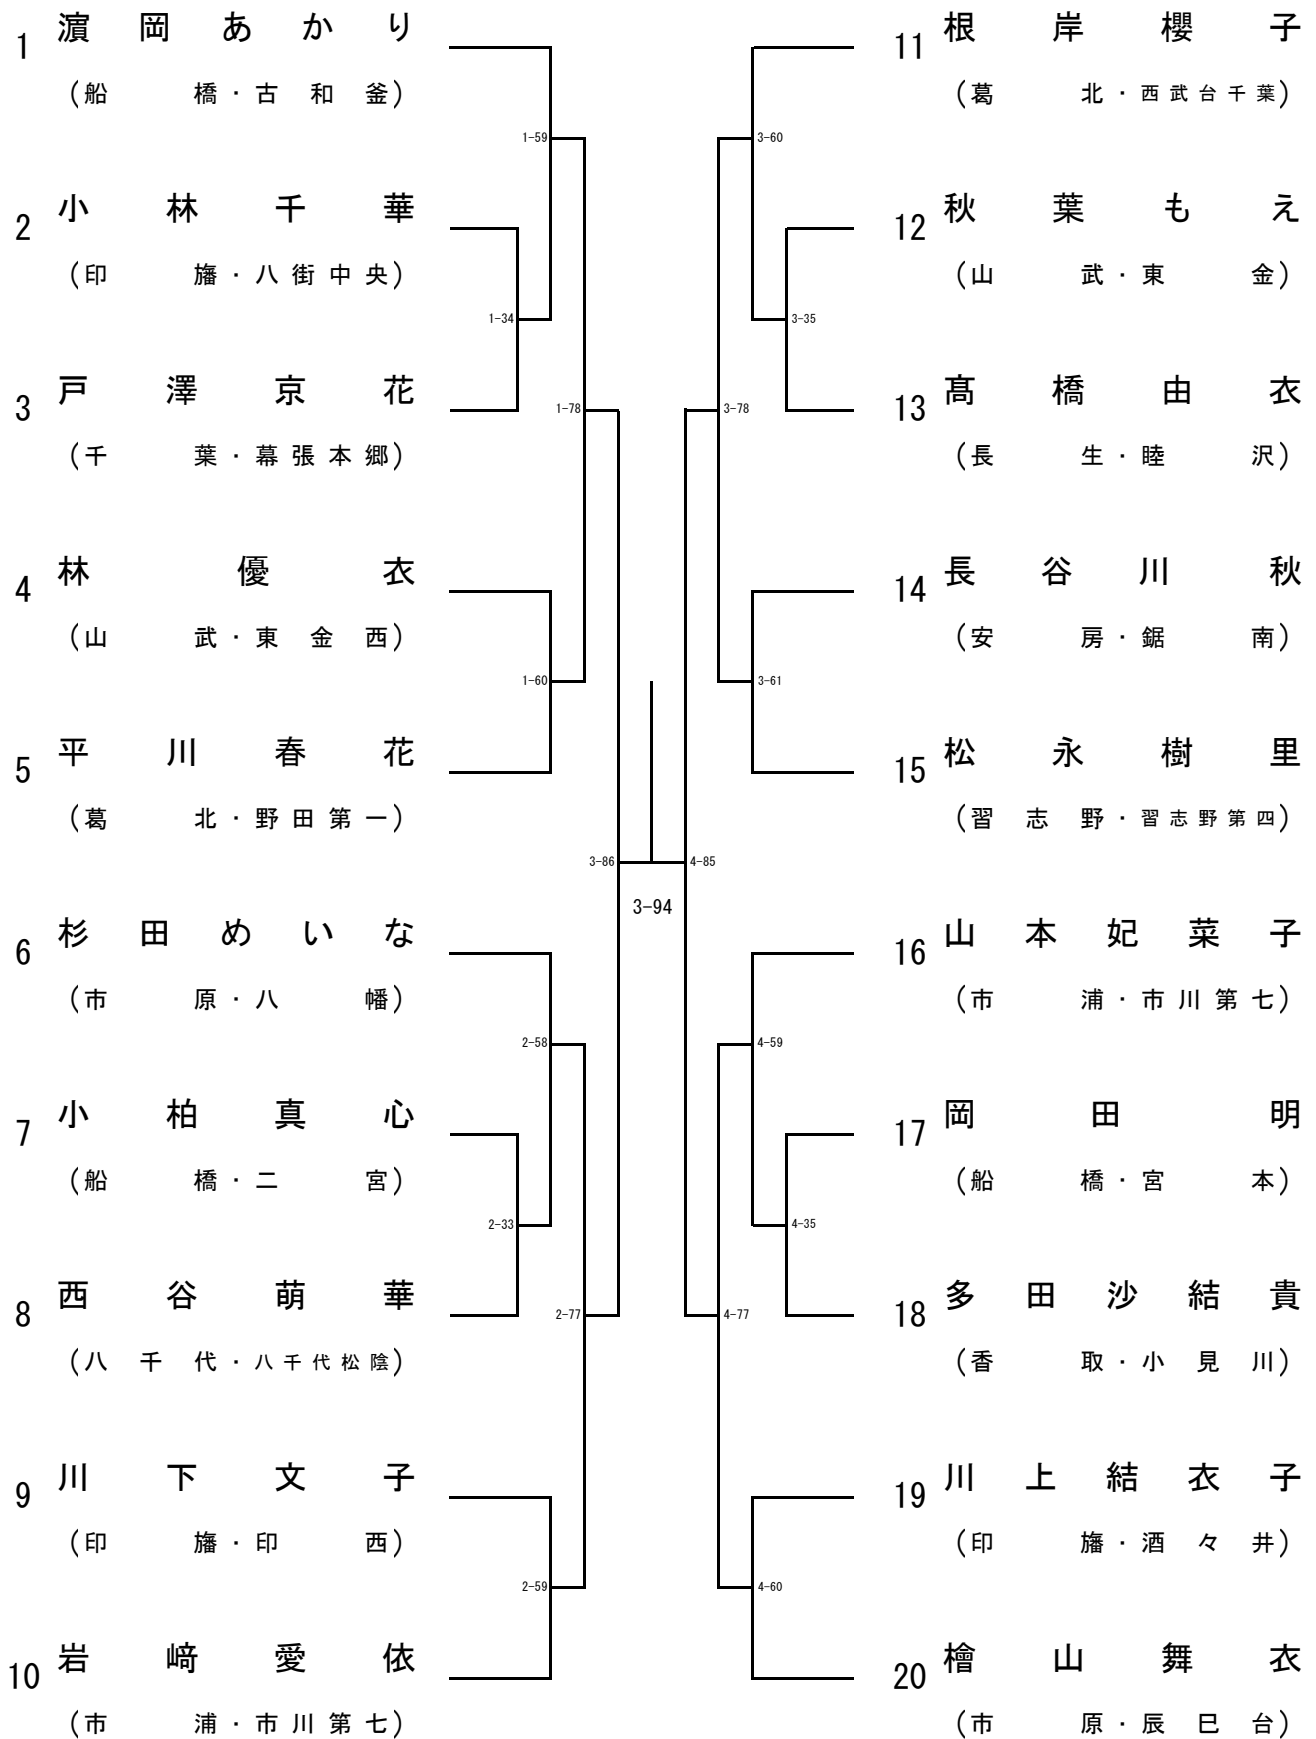 1 濵岡あかり
(船橋・古和釜)
1-59
2 小林千華
(印旛・八街中央)
1-34
3 戸澤京花
(千葉・幕張本郷)
1-78
4 林優衣
(山武・東金西)
1-60
5 平川春花
(葛北・野田第一)
3-86
6 杉田めいな
(市原・八幡)
2-58
7 小柏真心
(船橋・二宮)
2-33
8 西谷萌華
(八千代・八千代松陰)
2-77
9 川下文子
(印旛・印西)
2-59
10 岩﨑愛依
(市浦・市川第七)
3-94
11 根岸櫻子
(葛北・西武台千葉)
3-60
12 秋葉もえ
(山武・東金)
3-35
13 髙橋由衣
(長生・睦沢)
3-78
14 長谷川秋
(安房・鋸南)
3-61
15 松永樹里
(習志野・習志野第四)
4-85
16 山本妃菜子
(市浦・市川第七)
4-59
17 岡田明
(船橋・宮本)
4-35
18 多田沙結貴
(香取・小見川)
4-77
19 川上結衣子
(印旛・酒々井)
4-60
20 檜山舞衣
(市原・辰巳台)